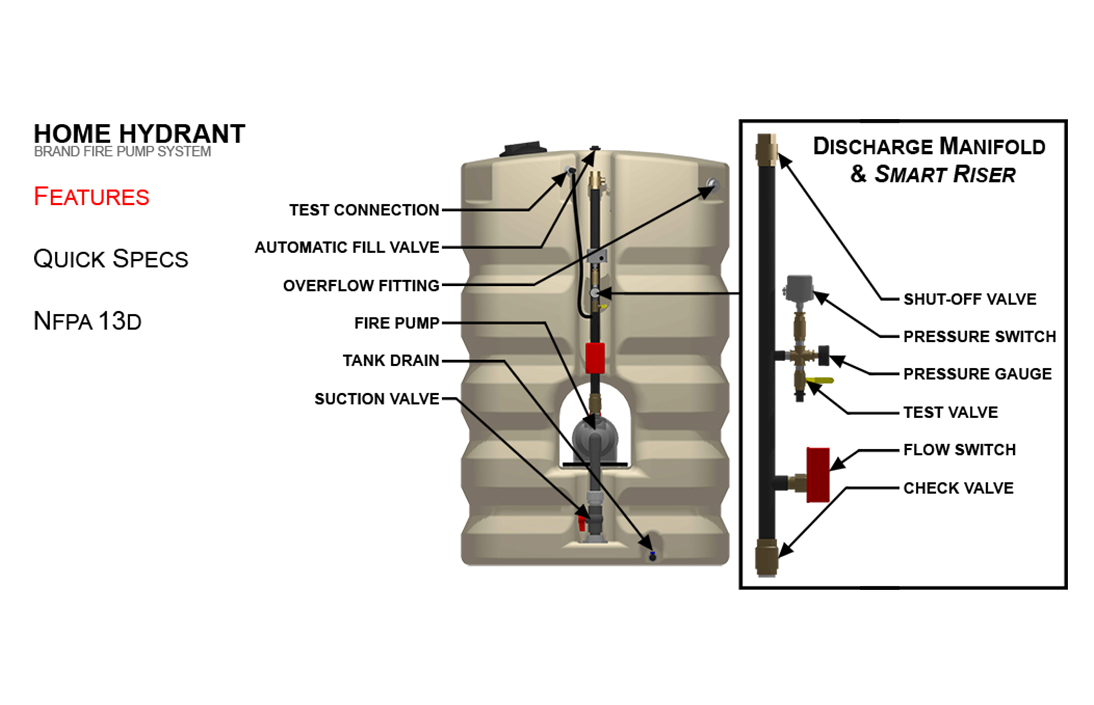 HOME HYDRANT
BRAND FIRE PUMP SYSTEM
FEATURES
QUICK SPECS
NFPA 13D
TEST CONNECTION
AUTOMATIC FILL VALVE
OVERFLOW FITTING
FIRE PUMP
TANK DRAIN
SUCTION VALVE
DISCHARGE MANIFOLD
& SMART RISER
SHUT-OFF VALVE
PRESSURE SWITCH
PRESSURE GAUGE
TEST VALVE
FLOW SWITCH
CHECK VALVE